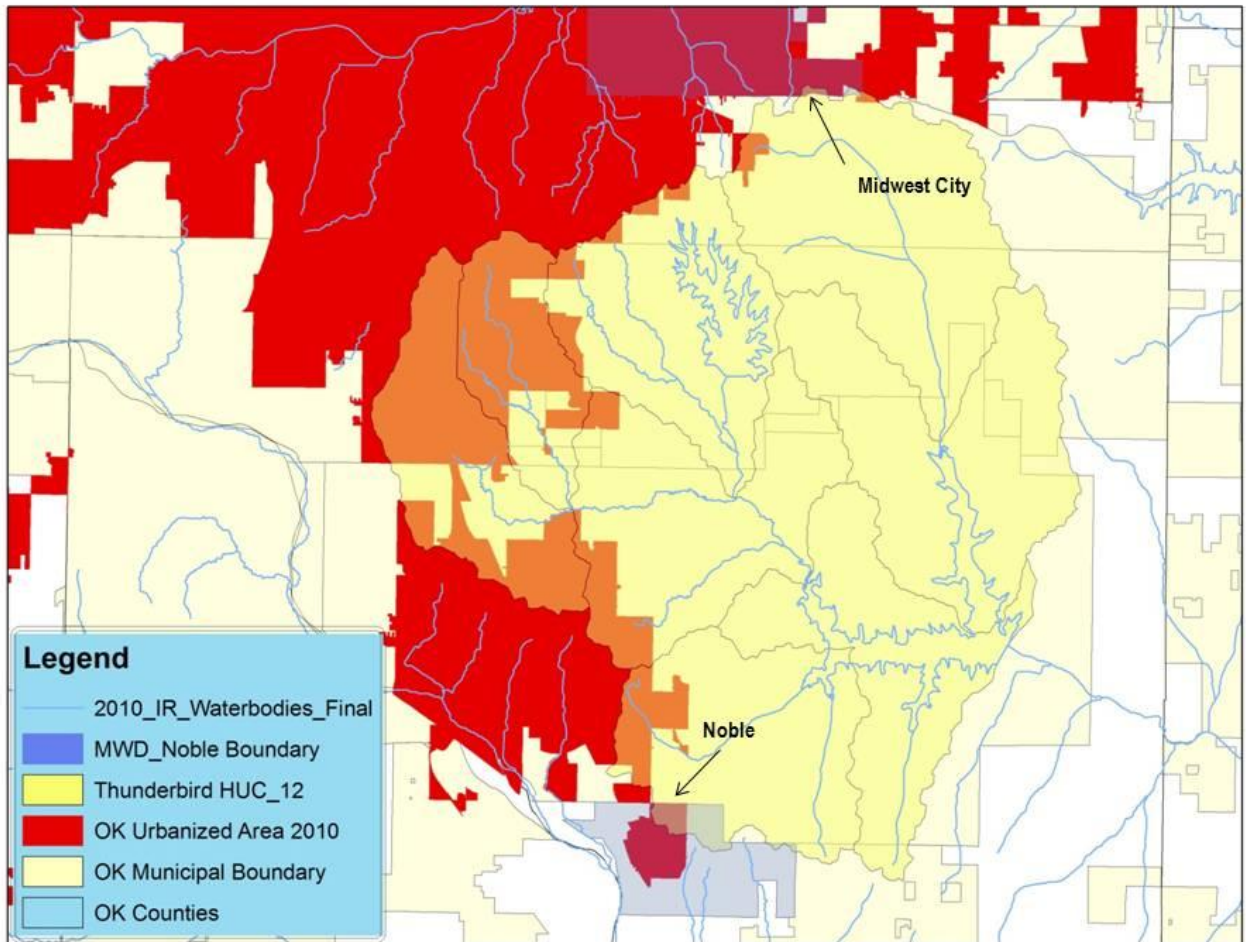 Midwest City
Noble
Legend
2010_IR_Waterbodies_Final
MWD_Noble Boundary
Thunderbird HUC_12
OK Urbanized Area 2010
OK Municipal Boundary
OK Counties